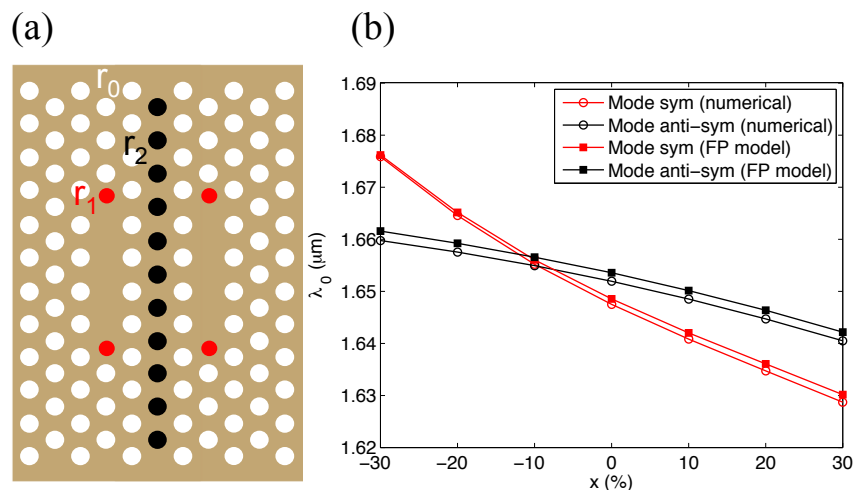 (a)
(b)
r0
r2
r1
1.69
1.68
1.67
1.66
1.65
1.64
1.63
1.62
λ0 (μm)
−30
−20
−10
0
10
20
30
x (%)
Mode sym (numerical)
Mode anti-sym (numerical)
Mode sym (FP model)
Mode anti-sym (FP model)